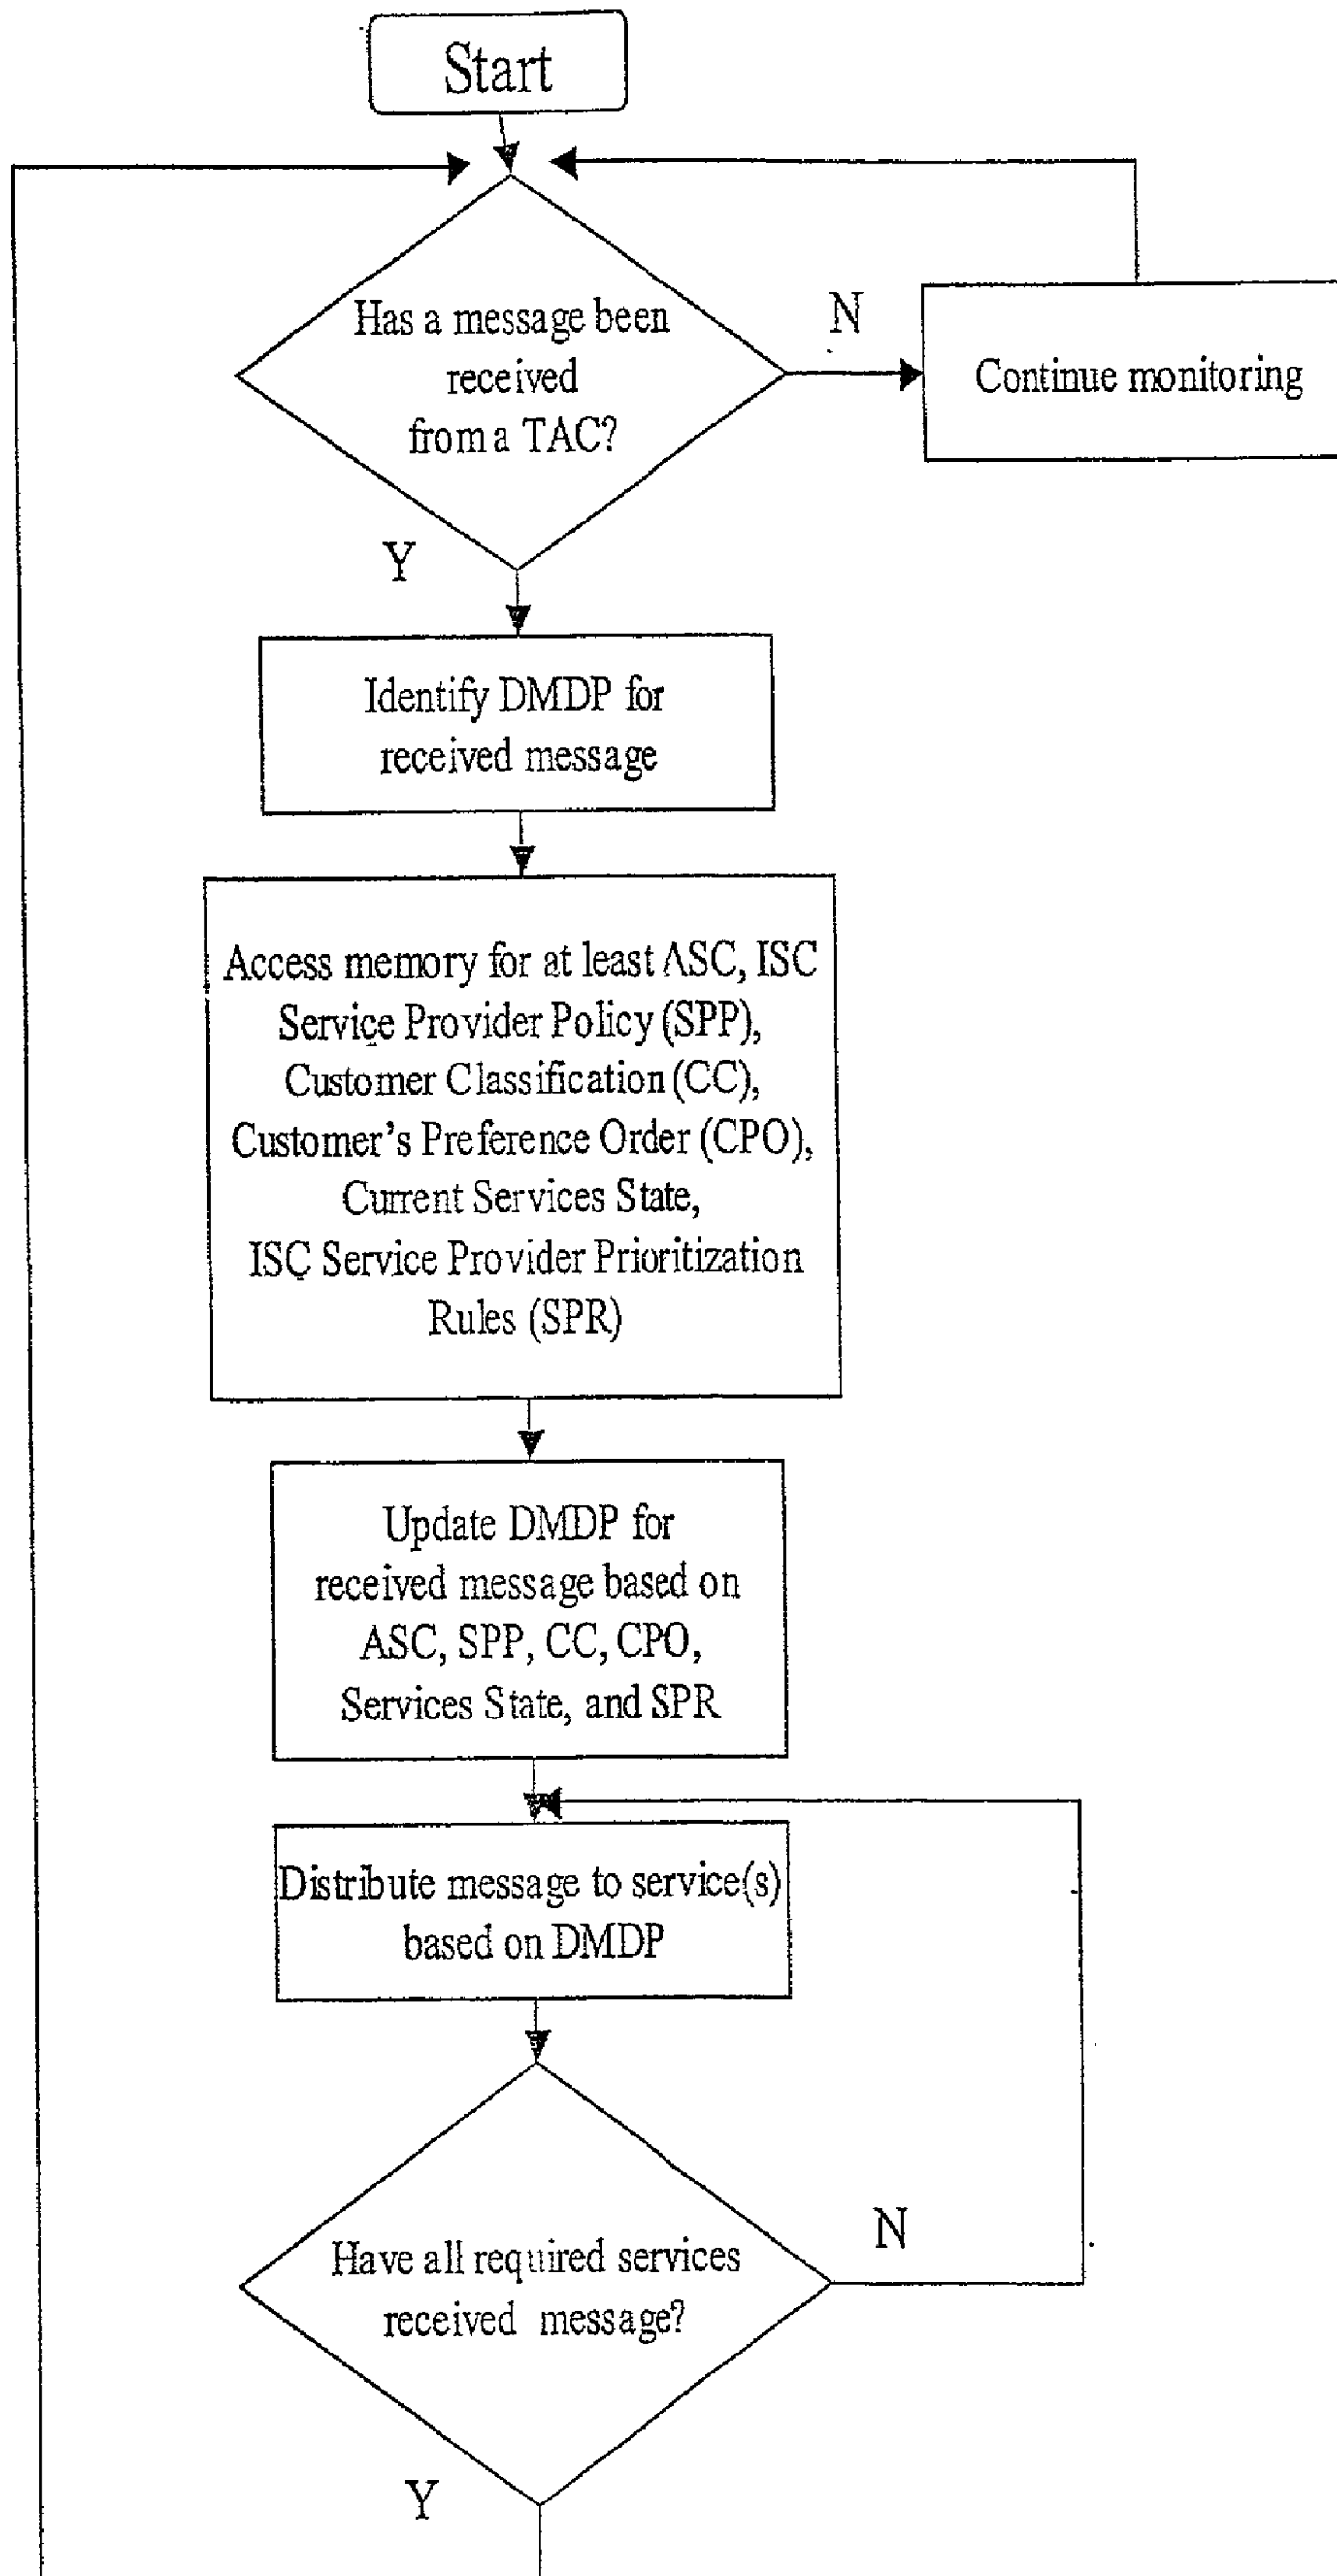 Start
Has a message been
received
from a TAC?
N
Continue monitoring
Y
Identify DMDP for
received message
Access memory for at least ASC, ISC
Service Provider Policy (SPP),
Customer Classification (CC),
Customer's Preference Order (CPO),
Current Services State,
ISC Service Provider Prioritization
Rules (SPR)
Update DMDP for
received message based on
ASC, SPP, CC, CPO,
Services State, and SPR
Distribute message to service(s)
based on DMDP
Have all required services
received message?
N
Y